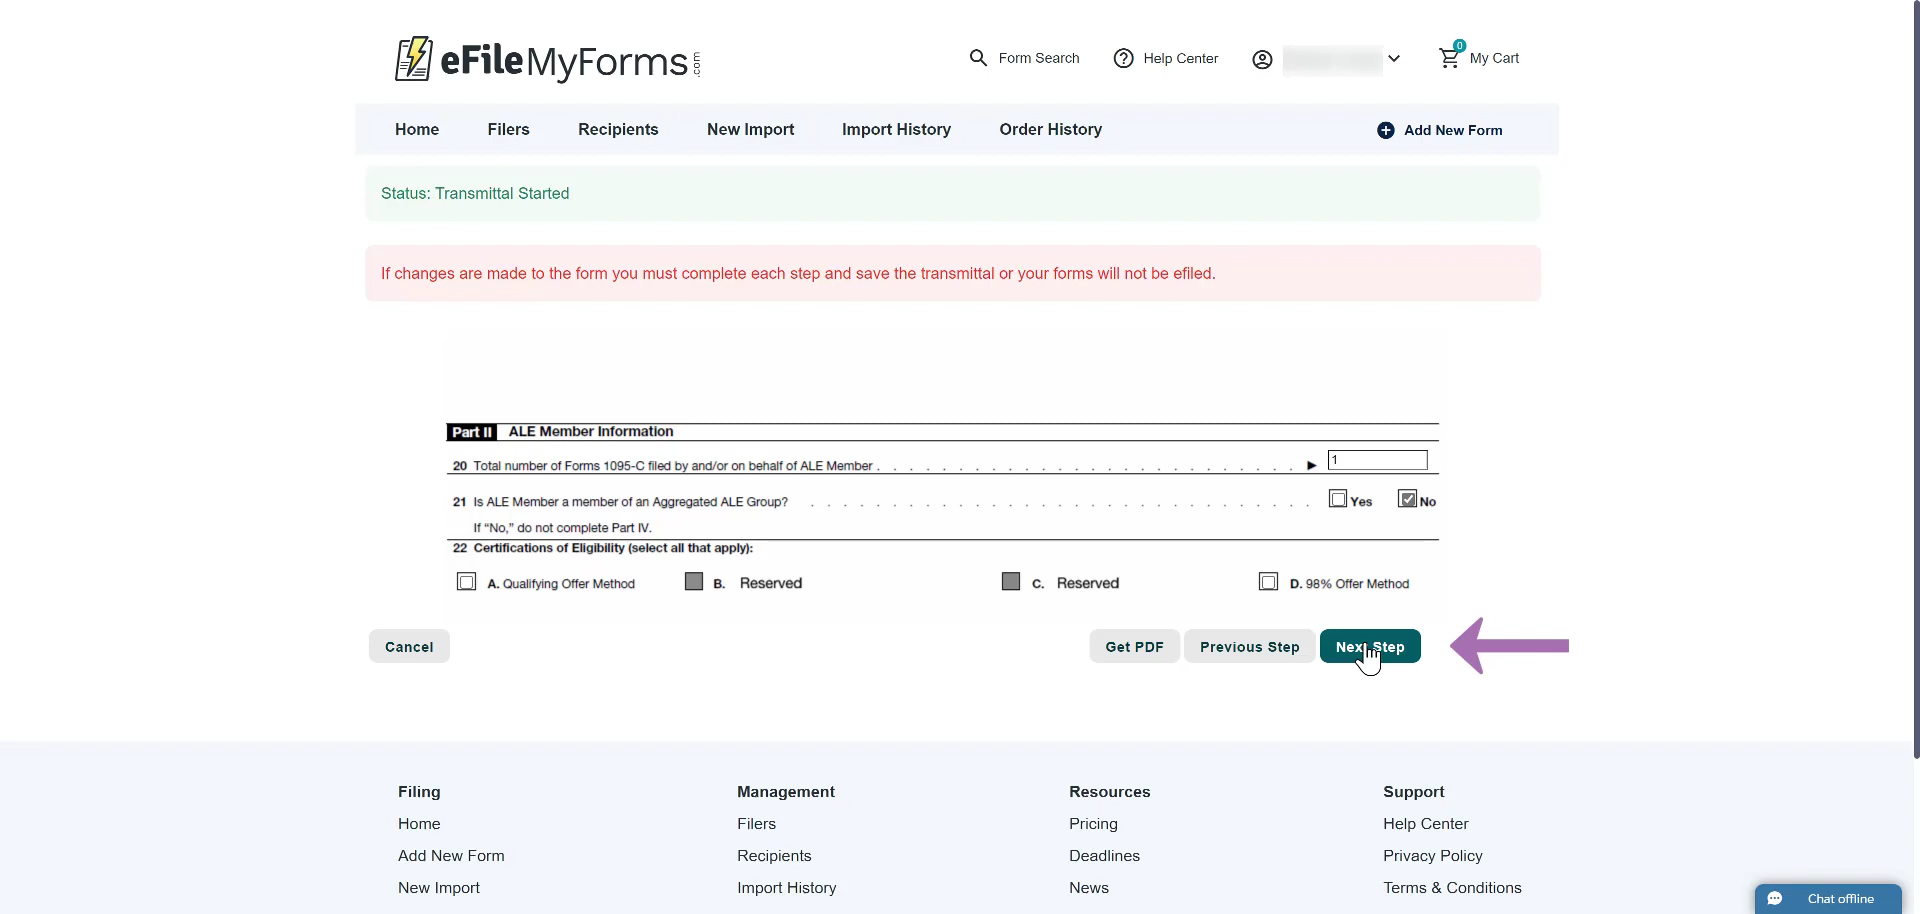 eFileMyForms.com
Form Search
Help Center
0
My Cart
Home
Filers
Recipients
New Import
Import History
Order History
Add New Form
Status: Transmittal Started
If changes are made to the form you must complete each step and save the transmittal or your forms will not be efiled.
Part II ALE Member Information
20 Total number of Forms 1095-C filed by and/or on behalf of ALE Member . . . . . . . . . . . . . . . . . . . . . ▶ 1
21 Is ALE Member a member of an Aggregated ALE Group? . . . . . . . . . . . . . . . . . . . . . . . . . . Yes No
If “No,” do not complete Part IV.
22 Certifications of Eligibility (select all that apply):
A. Qualifying Offer Method
B. Reserved
C. Reserved
D. 98% Offer Method
Cancel
Get PDF
Previous Step
Next Step
Filing
Home
Add New Form
New Import
Management
Filers
Recipients
Import History
Resources
Pricing
Deadlines
News
Support
Help Center
Privacy Policy
Terms & Conditions
Chat offline